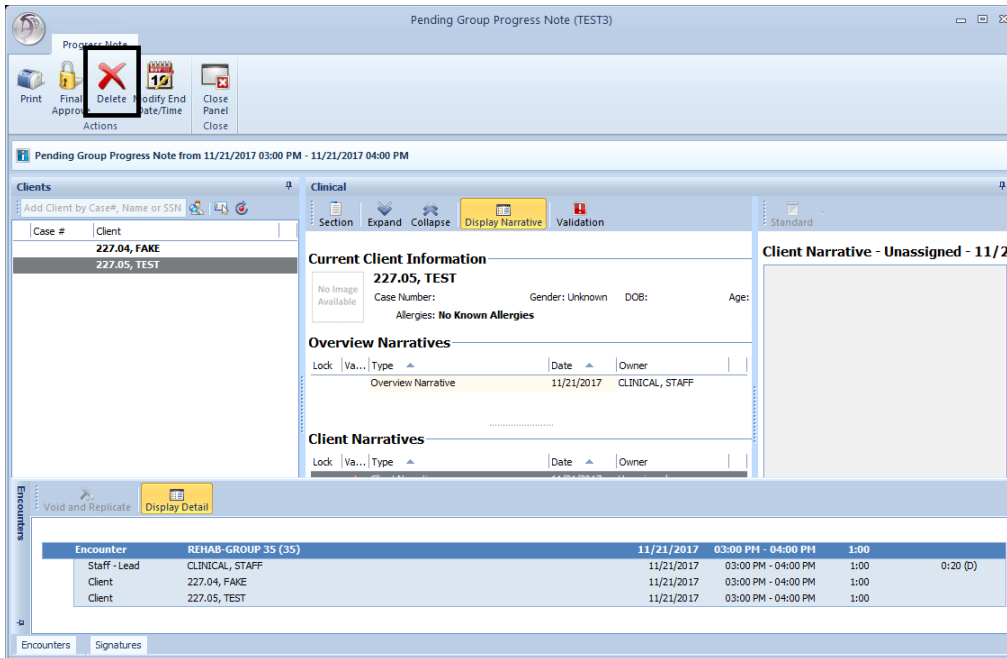 Pending Group Progress Note (TEST3)
Progress Note
Print
Final Approve
Delete
Modify End Date/Time
Close Panel
Actions
Close
Pending Group Progress Note from 11/21/2017 03:00 PM - 11/21/2017 04:00 PM
Clients
Add Client by Case#, Name or SSN
Case # Client
227.04, FAKE
227.05, TEST
Clinical
Section Expand Collapse Display Narrative Validation
Current Client Information
No Image Available
227.05, TEST
Case Number: Gender: Unknown DOB: Age:
Allergies: No Known Allergies
Overview Narratives
Lock Va... Type Date Owner
Overview Narrative 11/21/2017 CLINICAL, STAFF
Client Narratives
Lock Va... Type Date Owner
Standard
Client Narrative - Unassigned - 11/2
Encounters
Void and Replicate Display Detail
Encounter REHAB-GROUP 35 (35) 11/21/2017 03:00 PM - 04:00 PM 1:00
Staff - Lead CLINICAL, STAFF 11/21/2017 03:00 PM - 04:00 PM 1:00 0:20 (D)
Client 227.04, FAKE 11/21/2017 03:00 PM - 04:00 PM 1:00
Client 227.05, TEST 11/21/2017 03:00 PM - 04:00 PM 1:00
Encounters Signatures